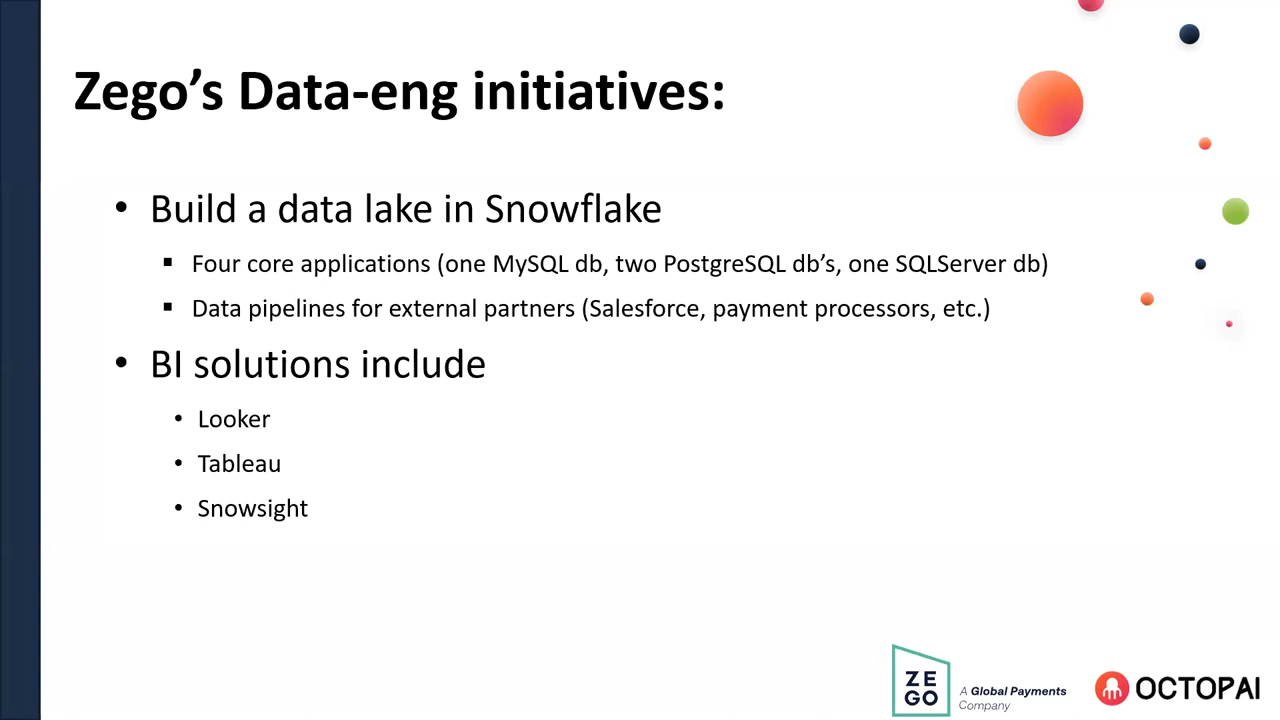 Zego’s Data-eng initiatives:
• Build a data lake in Snowflake
▪ Four core applications (one MySQL db, two PostgreSQL db’s, one SQLServer db)
▪ Data pipelines for external partners (Salesforce, payment processors, etc.)
• BI solutions include
• Looker
• Tableau
• Snowsight
ZE
GO
A Global Payments
Company
OCTOPAI